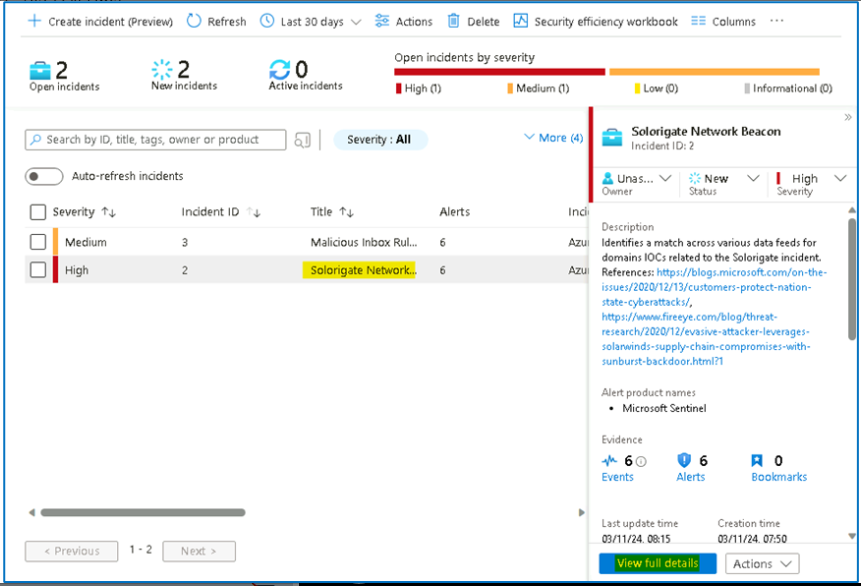 Create incident (Preview) Refresh Last 30 days Actions Delete Security efficiency workbook Columns ...
2
Open incidents
2
New incidents
0
Active incidents
Open incidents by severity
High (1) Medium (1) Low (0) Informational (0)
Search by ID, title, tags, owner or product
Severity : All
More (4)
Auto-refresh incidents
Severity Incident ID Title Alerts Inci
Medium 3 Malicious Inbox Rul... 6 Azu
High 2 Solorigate Network... 6 Azu
< Previous 1 - 2 Next >
Solorigate Network Beacon
Incident ID: 2
Unas... New High
Owner Status Severity
Description
Identifies a match across various data feeds for
domains IOCs related to the Solorigate incident.
References: https://blogs.microsoft.com/on-the-
issues/2020/12/13/customers-protect-nation-
state-cyberattacks/,
https://www.fireeye.com/blog/threat-
research/2020/12/evasive-attacker-leverages-
solarwinds-supply-chain-compromises-with-
sunburst-backdoor.html?1
Alert product names
• Microsoft Sentinel
Evidence
6 6 0
Events Alerts Bookmarks
Last update time Creation time
03/11/24, 08:15 03/11/24, 07:50
View full details Actions